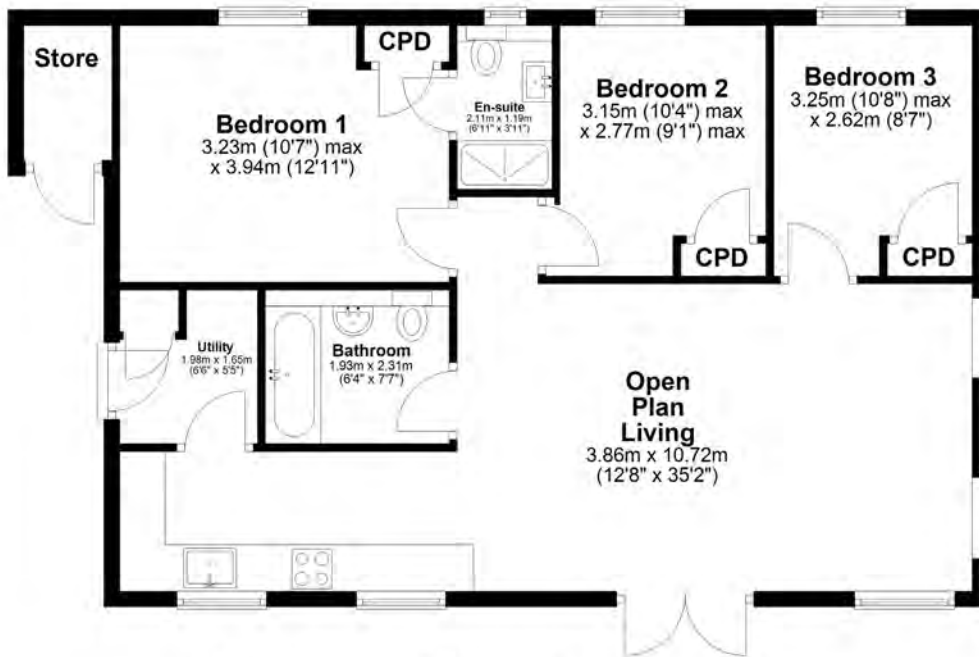 Store
CPD
Bedroom 1
3.23m (10'7") max
x 3.94m (12'11")
En-suite
2.11m x 1.19m
(6'11" x 3'11")
Bedroom 2
3.15m (10'4") max
x 2.77m (9'1") max
CPD
Bedroom 3
3.25m (10'8") max
x 2.62m (8'7")
CPD
Utility
1.98m x 1.65m
(6'6" x 5'5")
Bathroom
1.93m x 2.31m
(6'4" x 7'7")
Open
Plan
Living
3.86m x 10.72m
(12'8" x 35'2")